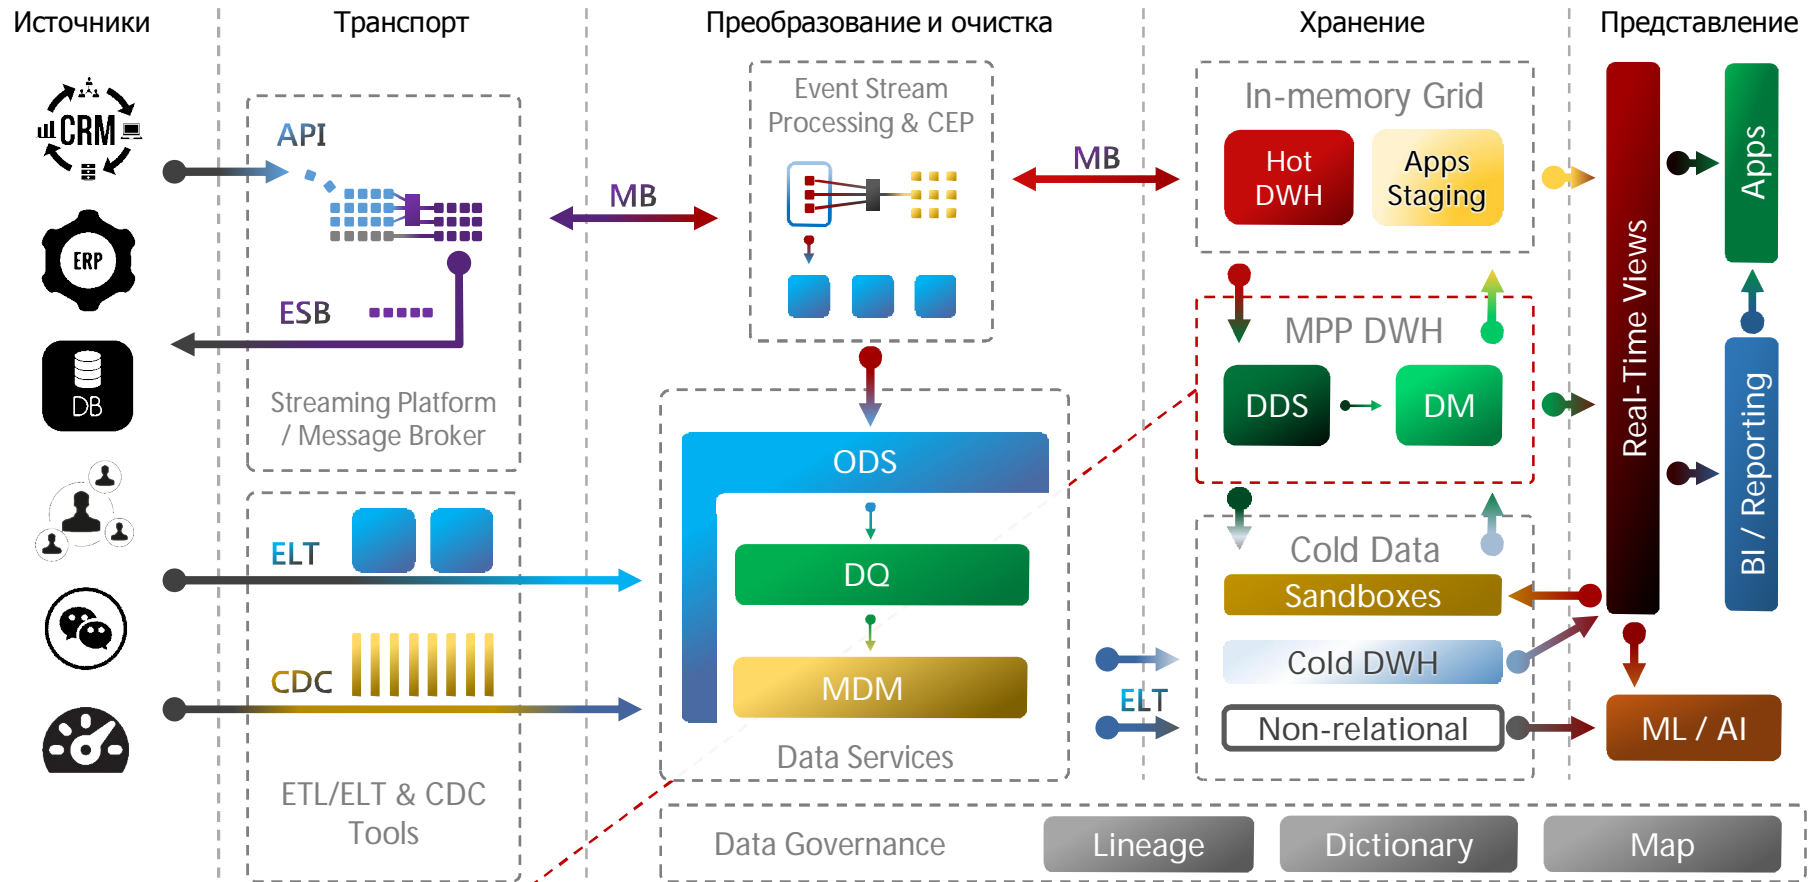 Источники
Транспорт
Преобразование и очистка
Хранение
Представление
CRM
ERP
DB
API
ESB
Streaming Platform
/ Message Broker
ELT
CDC
ETL/ELT & CDC
Tools
MB
Event Stream
Processing & CEP
ODS
DQ
MDM
Data Services
MB
ELT
In-memory Grid
Hot
DWH
Apps
Staging
MPP DWH
DDS
DM
Cold Data
Sandboxes
Cold DWH
Non-relational
Real-Time Views
Apps
BI / Reporting
ML / AI
Data Governance
Lineage
Dictionary
Map